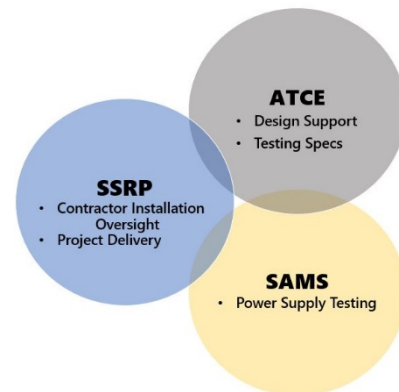 ATCE
• Design Support
• Testing Specs
SSRP
• Contractor Installation
Oversight
• Project Delivery
SAMS
• Power Supply Testing